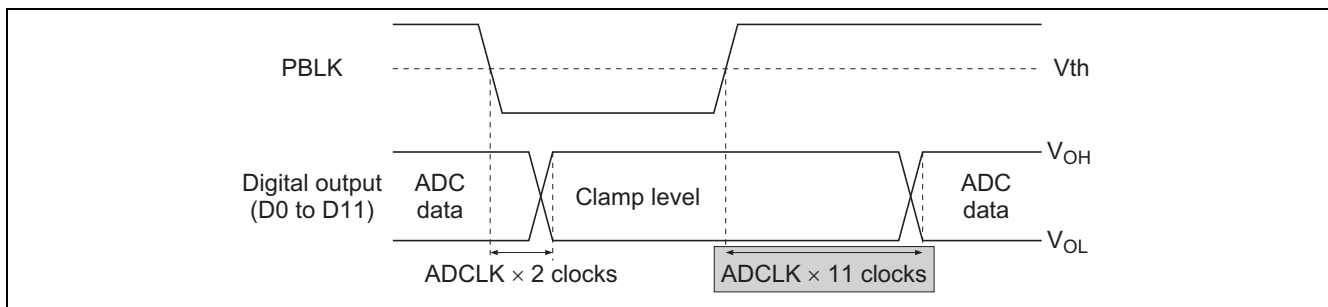 PBLK
Vth
Digital output
(D0 to D11)
ADC
data
Clamp level
ADC
data
VOH
VOL
ADCLK × 2 clocks
ADCLK × 11 clocks